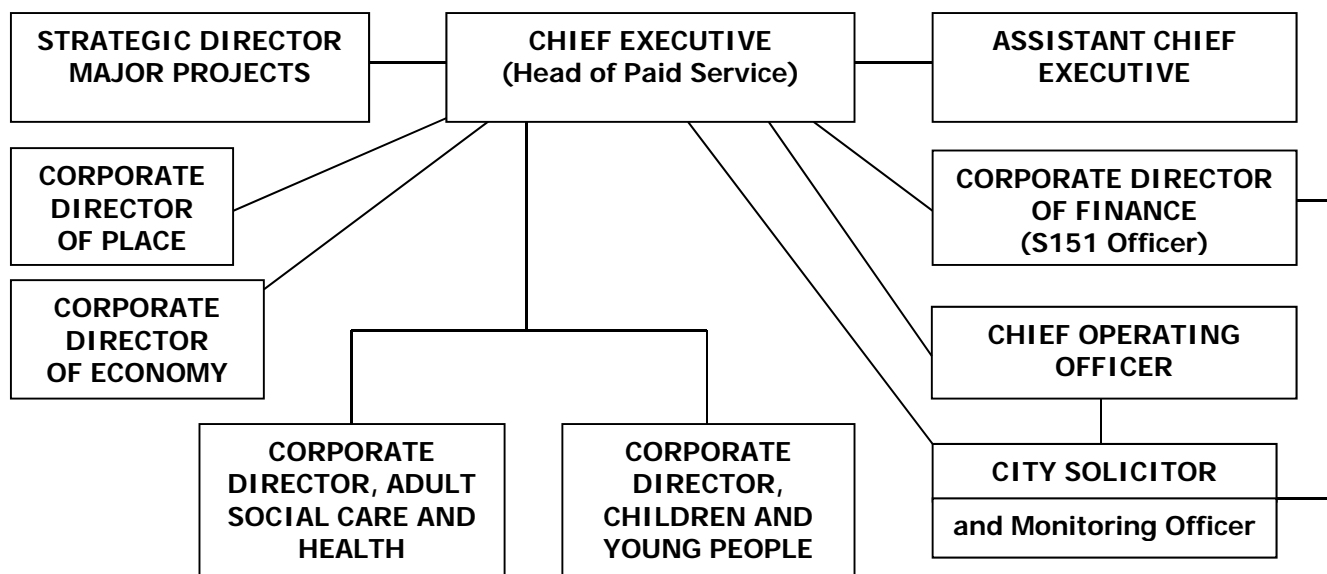 STRATEGIC DIRECTOR
MAJOR PROJECTS
CHIEF EXECUTIVE
(Head of Paid Service)
ASSISTANT CHIEF
EXECUTIVE
CORPORATE
DIRECTOR
OF PLACE
CORPORATE DIRECTOR
OF FINANCE
(S151 Officer)
CORPORATE
DIRECTOR
OF ECONOMY
CHIEF OPERATING
OFFICER
CORPORATE
DIRECTOR, ADULT
SOCIAL CARE AND
HEALTH
CORPORATE
DIRECTOR,
CHILDREN AND
YOUNG PEOPLE
CITY SOLICITOR
and Monitoring Officer